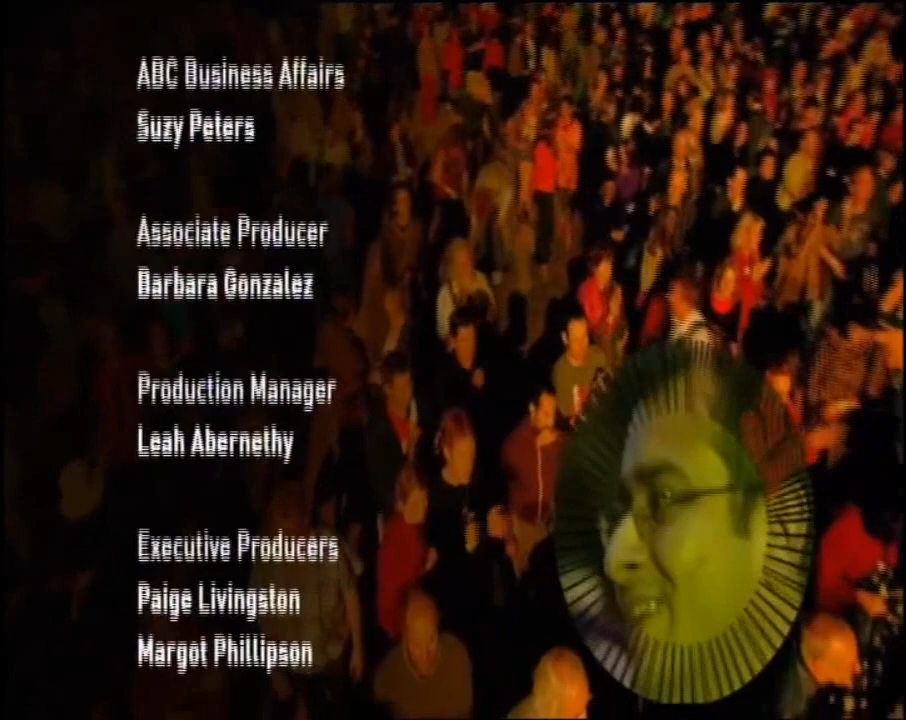 ABC Business Affairs
Suzy Peters
Associate Producer
Barbara Gonzalez
Production Manager
Leah Abernethy
Executive Producers
Paige Livingston
Margot Phillipson